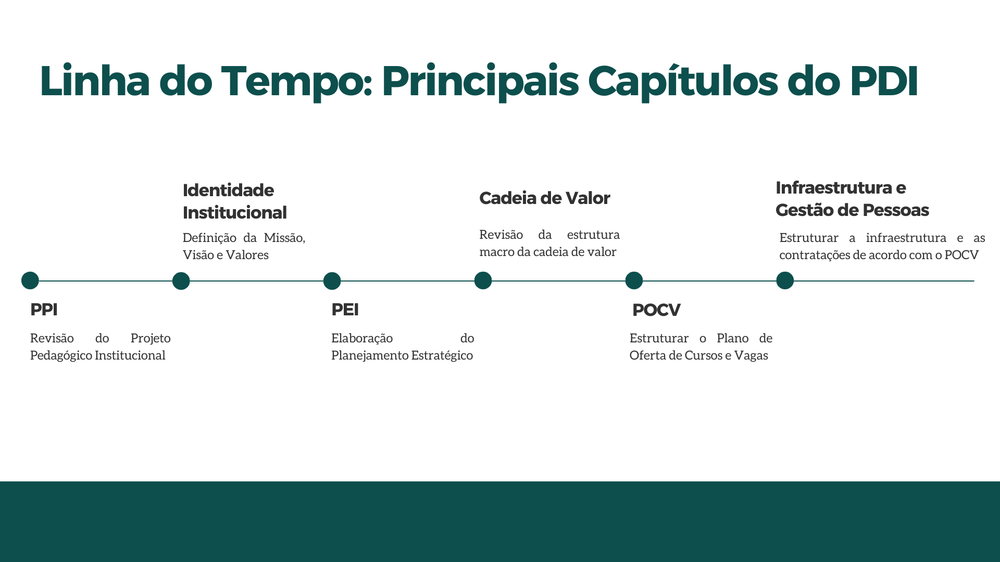 Linha do Tempo: Principais Capítulos do PDI
Identidade
Institucional
Definição da Missão,
Visão e Valores
Cadeia de Valor
Revisão da estrutura
macro da cadeia de valor
Infraestrutura e
Gestão de Pessoas
Estruturar a infraestrutura e as
contratações de acordo com o POCV
PPI
Revisão do Projeto
Pedagógico Institucional
PEI
Elaboração do
Planejamento Estratégico
POCV
Estruturar o Plano de
Oferta de Cursos e Vagas